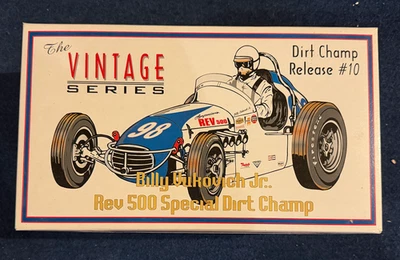 The
VINTAGE
SERIES
Dirt Champ
Release #10
REV 500
98
Billy Vukovich Jr.
Rev 500 Special Dirt Champ